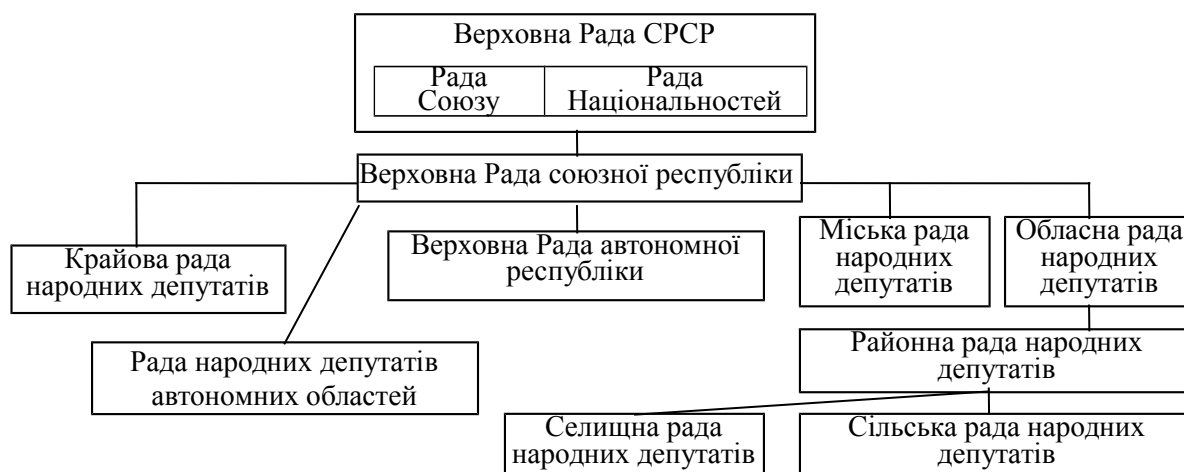 Верховна Рада СРСР
Рада
Союзу
Рада
Національностей
Верховна Рада союзної республіки
Крайова рада
народних депутатів
Верховна Рада автономної
республіки
Міська рада
народних
депутатів
Обласна рада
народних
депутатів
Рада народних депутатів
автономних областей
Районна рада народних
депутатів
Селищна рада
народних депутатів
Сільська рада народних
депутатів